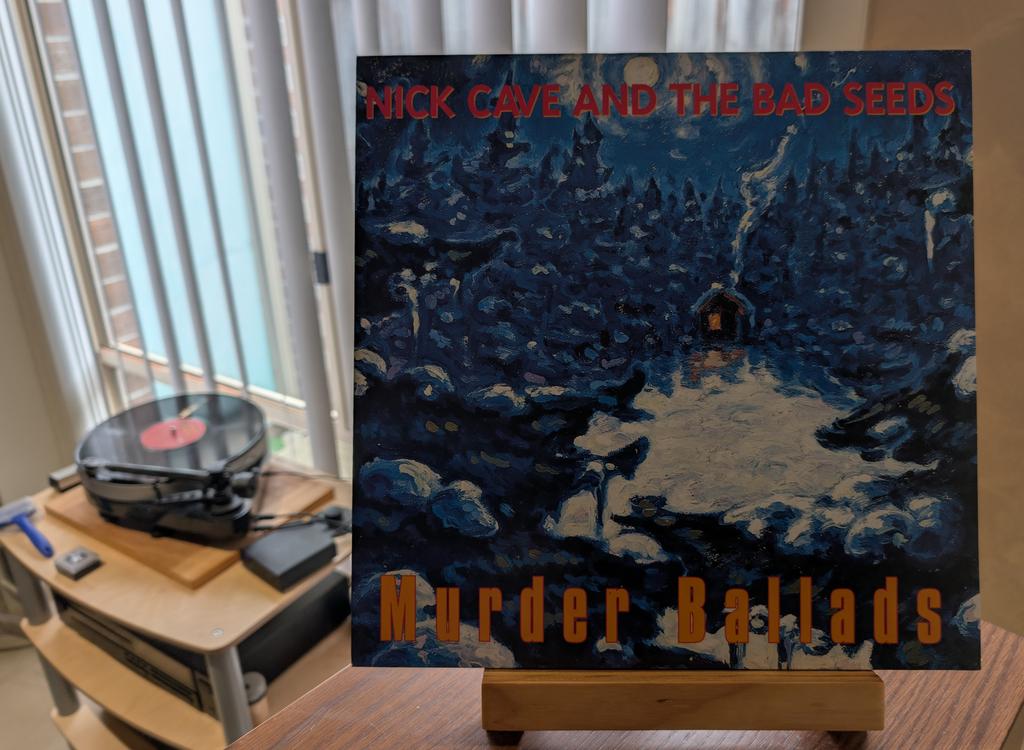 NICK CAVE AND THE BAD SEEDS
Murder Ballads